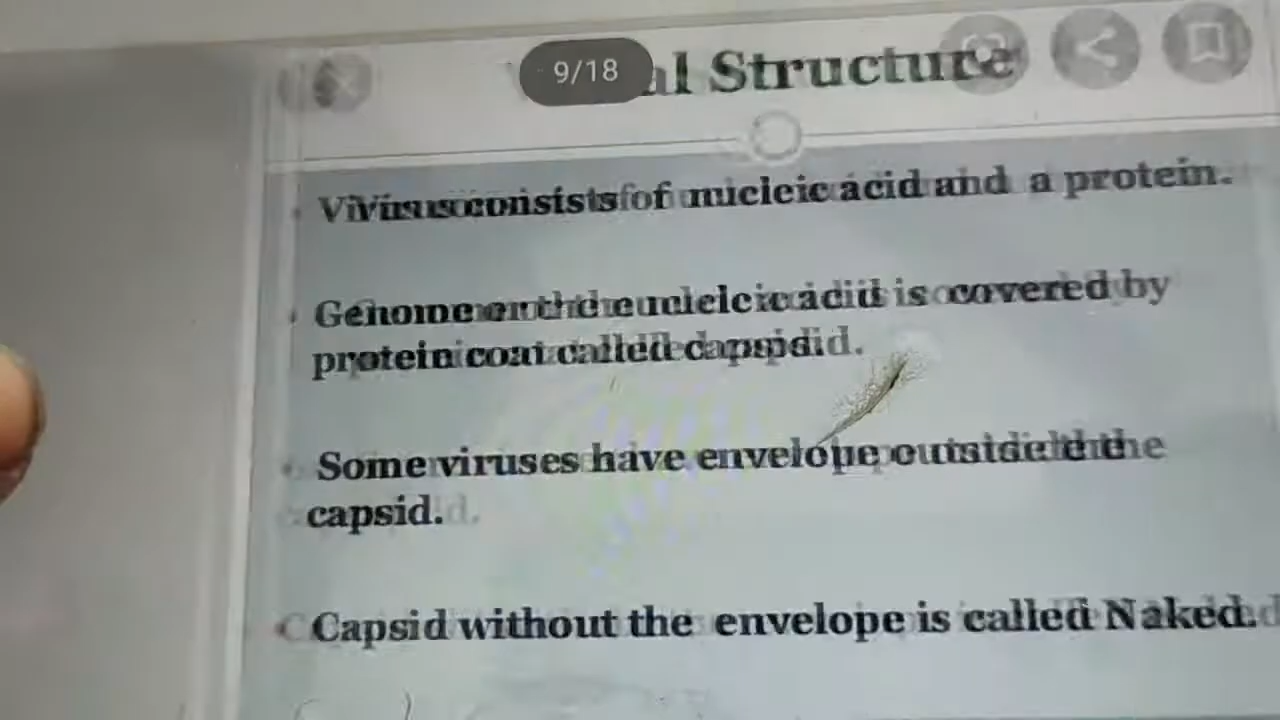 9/18
al Structure
Virus consists of nucleic acid and a protein.
Genome or the nucleic acid is covered by
protein coat called capsid.
Some viruses have envelope outside the
capsid.
Capsid without the envelope is called Naked.